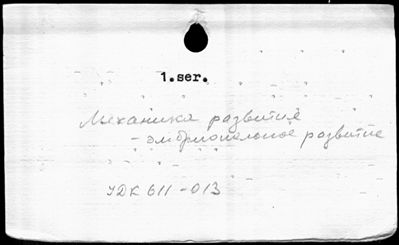 1.ser.
Механика развития
- эмбриональное развитие
УДК 611-013